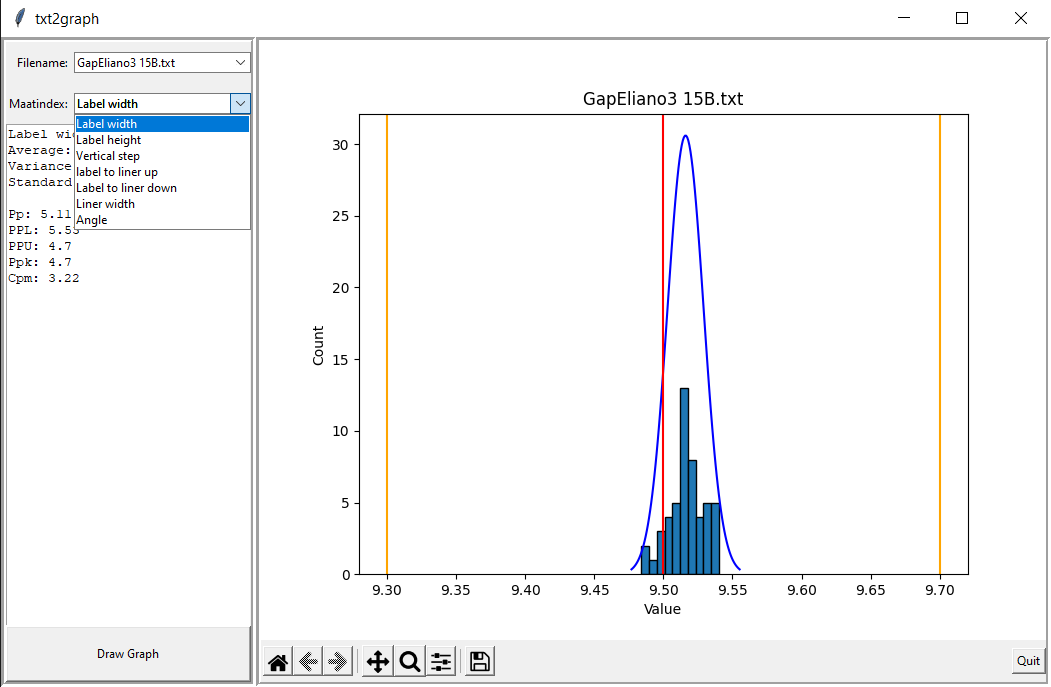 txt2graph
Filename: GapEliano3 15B.txt
Maatindex: Label width
Label width
Label height
Vertical step
label to liner up
Label to liner down
Liner width
Angle
Label wi
Average:
Variance
Standard
Pp: 5.11
PPL: 5.53
PPU: 4.7
Ppk: 4.7
Cpm: 3.22
Draw Graph
GapEliano3 15B.txt
Count
30
25
20
15
10
5
0
9.30 9.35 9.40 9.45 9.50 9.55 9.60 9.65 9.70
Value
Quit